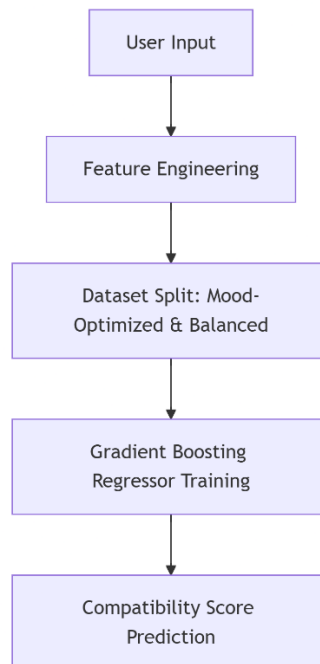 User Input
Feature Engineering
Dataset Split: Mood-
Optimized & Balanced
Gradient Boosting
Regressor Training
Compatibility Score
Prediction